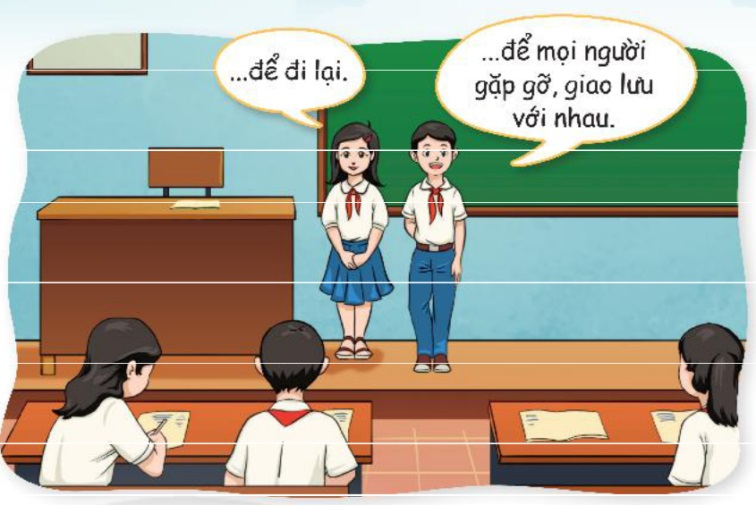 ...để đi lại.
...để mọi người
gặp gỡ, giao lưu
với nhau.